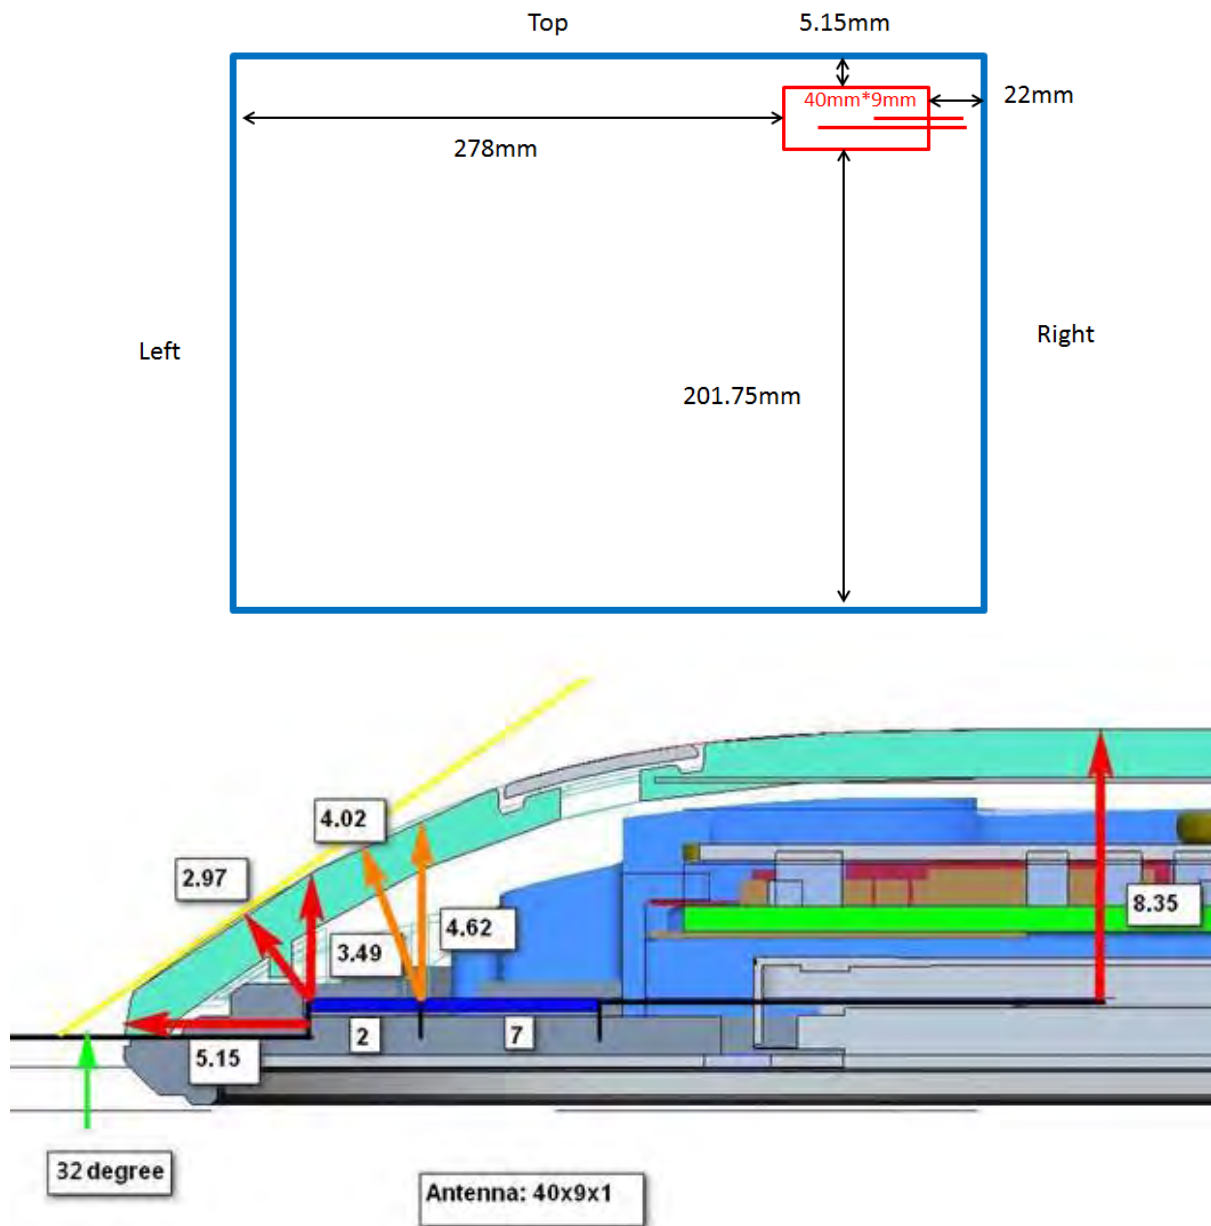 Top
5.15mm
40mm*9mm
22mm
278mm
Left
Right
201.75mm
4.02
2.97
3.49
4.62
8.35
2
7
5.15
32 degree
Antenna: 40x9x1